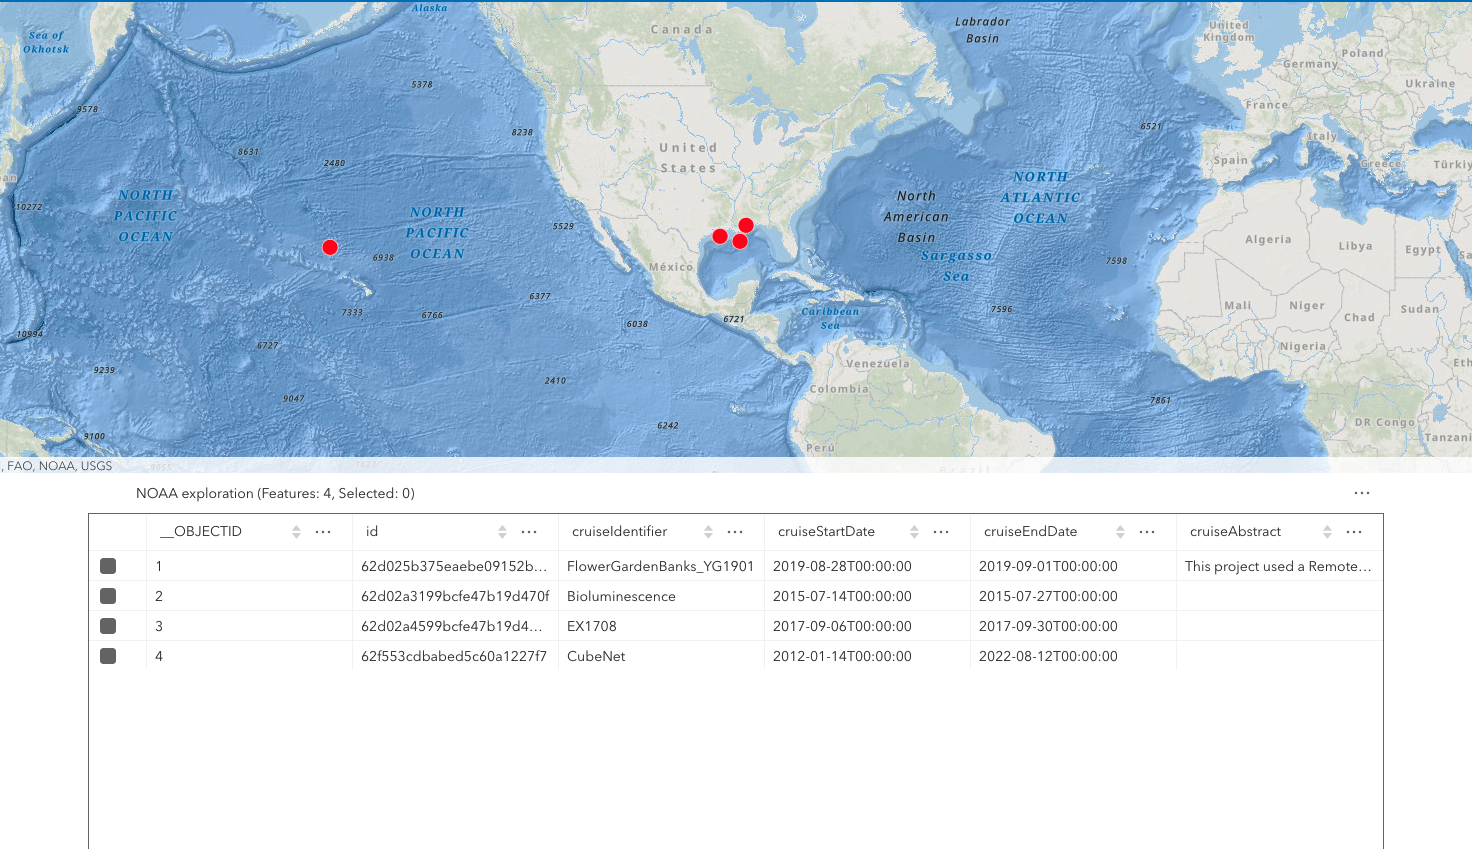 Alaska
Sea of
Okhotsk
Canada
Labrador
Basin
United
Kingdom
Poland
Germany
Ukraine
France
5378
9578
8238
8631
2480
6521
United
States
Italy
Spain
Greece
Türkiy
an
NORTH
PACIFIC
OCEAN
NORTH
PACIFIC
OCEAN
NORTH
ATLANTIC
OCEAN
North
American
Basin
10272
5529
6938
Sargasso
Sea
7598
Algeria
Libya
Egypt
Sa
México
6377
7333
6766
6038
6721
Caribbean
Sea
7596
Mali
Niger
Chad
Sudan
10994
6727
Nigeria
9239
Venezuela
Eth
2410
Colombia
9047
7861
6242
DR Congo
9100
Tanzani
Perú
Brazil
, FAO, NOAA, USGS
NOAA exploration (Features: 4, Selected: 0) ...
__OBJECTID ... id ... cruiseIdentifier ... cruiseStartDate ... cruiseEndDate ... cruiseAbstract ...
1 62d025b375eaebe09152b... FlowerGardenBanks_YG1901 2019-08-28T00:00:00 2019-09-01T00:00:00 This project used a Remote...
2 62d02a3199bcfe47b19d470f Bioluminescence 2015-07-14T00:00:00 2015-07-27T00:00:00
3 62d02a4599bcfe47b19d4... EX1708 2017-09-06T00:00:00 2017-09-30T00:00:00
4 62f553cdbabed5c60a1227f7 CubeNet 2012-01-14T00:00:00 2022-08-12T00:00:00